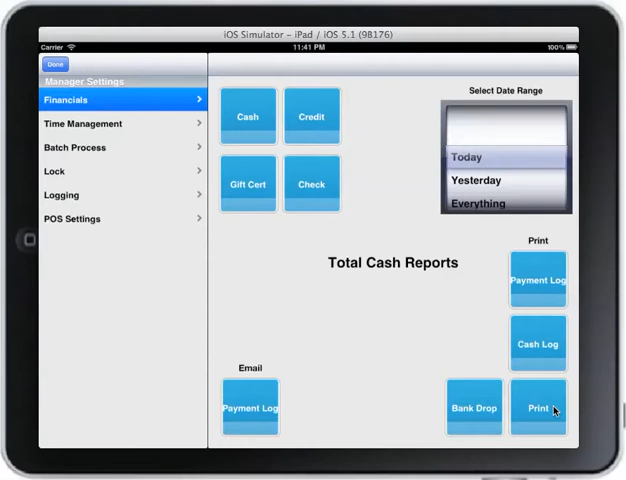 iOS Simulator - iPad / iOS 5.1 (9B176)
Carrier
11:41 PM
100%
Done
Manager Settings
Financials
Time Management
Batch Process
Lock
Logging
POS Settings
Cash
Credit
Gift Cert
Check
Select Date Range
Today
Yesterday
Everything
Total Cash Reports
Print
Payment Log
Cash Log
Bank Drop
Print
Email
Payment Log